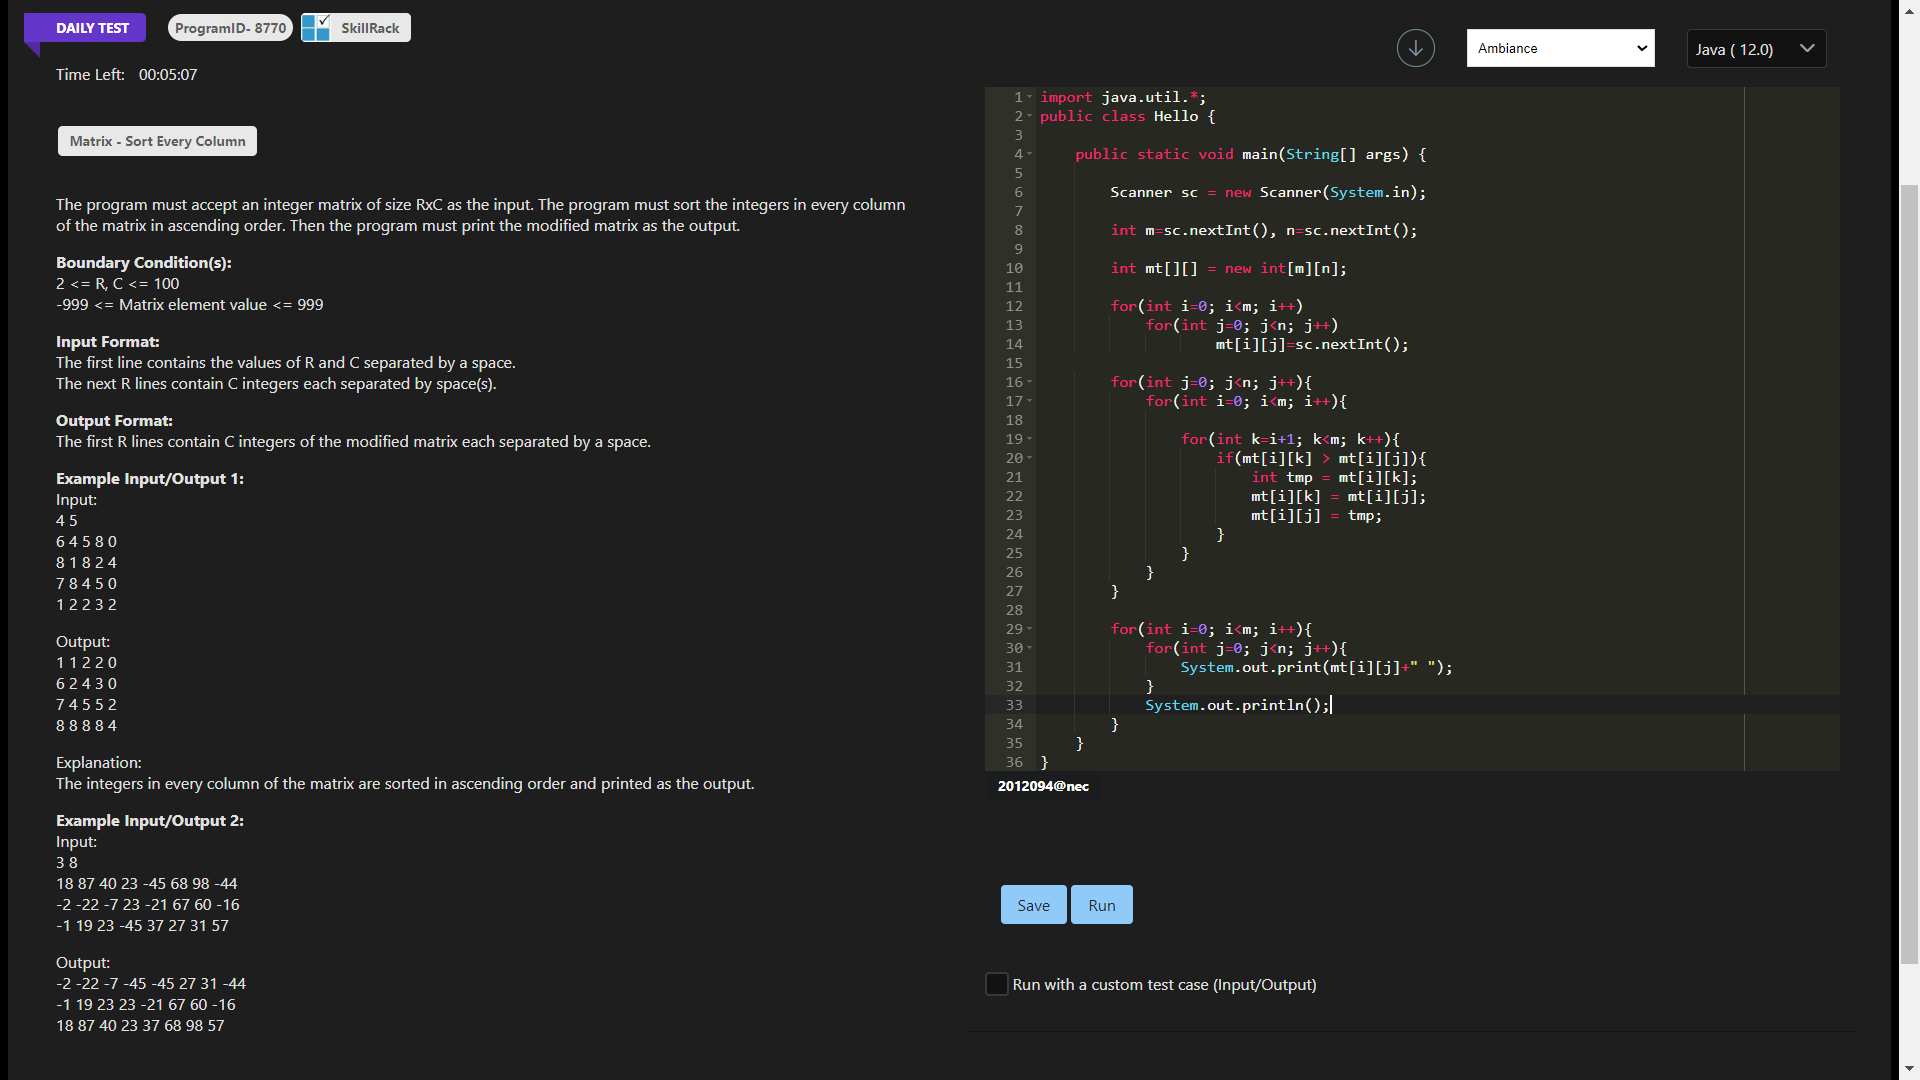 DAILY TEST
ProgramID- 8770
SkillRack
Time Left: 00:05:07
Matrix - Sort Every Column
The program must accept an integer matrix of size RxC as the input. The program must sort the integers in every column
of the matrix in ascending order. Then the program must print the modified matrix as the output.
Boundary Condition(s):
2 <= R, C <= 100
-999 <= Matrix element value <= 999
Input Format:
The first line contains the values of R and C separated by a space.
The next R lines contain C integers each separated by space(s).
Output Format:
The first R lines contain C integers of the modified matrix each separated by a space.
Example Input/Output 1:
Input:
4 5
6 4 5 8 0
8 1 8 2 4
7 8 4 5 0
1 2 2 3 2
Output:
1 1 2 2 0
6 2 4 3 0
7 4 5 5 2
8 8 8 8 4
Explanation:
The integers in every column of the matrix are sorted in ascending order and printed as the output.
Example Input/Output 2:
Input:
3 8
18 87 40 23 -45 68 98 -44
-2 -22 -7 23 -21 67 60 -16
-1 19 23 -45 37 27 31 57
Output:
-2 -22 -7 -45 -45 27 31 -44
-1 19 23 23 -21 67 60 -16
18 87 40 23 37 68 98 57
Ambiance
Java ( 12.0)
1 import java.util.*;
2 public class Hello {
3
4     public static void main(String[] args) {
5
6         Scanner sc = new Scanner(System.in);
7
8         int m=sc.nextInt(), n=sc.nextInt();
9
10         int mt[][] = new int[m][n];
11
12         for(int i=0; i<m; i++)
13             for(int j=0; j<n; j++)
14                     mt[i][j]=sc.nextInt();
15
16         for(int j=0; j<n; j++){
17             for(int i=0; i<m; i++){
18
19                 for(int k=i+1; k<m; k++){
20                     if(mt[i][k] > mt[i][j]){
21                         int tmp = mt[i][k];
22                         mt[i][k] = mt[i][j];
23                         mt[i][j] = tmp;
24                     }
25                 }
26             }
27         }
28
29         for(int i=0; i<m; i++){
30             for(int j=0; j<n; j++){
31                 System.out.print(mt[i][j]+" ");
32             }
33             System.out.println();
34         }
35     }
36 }
2012094@nec
Save
Run
Run with a custom test case (Input/Output)